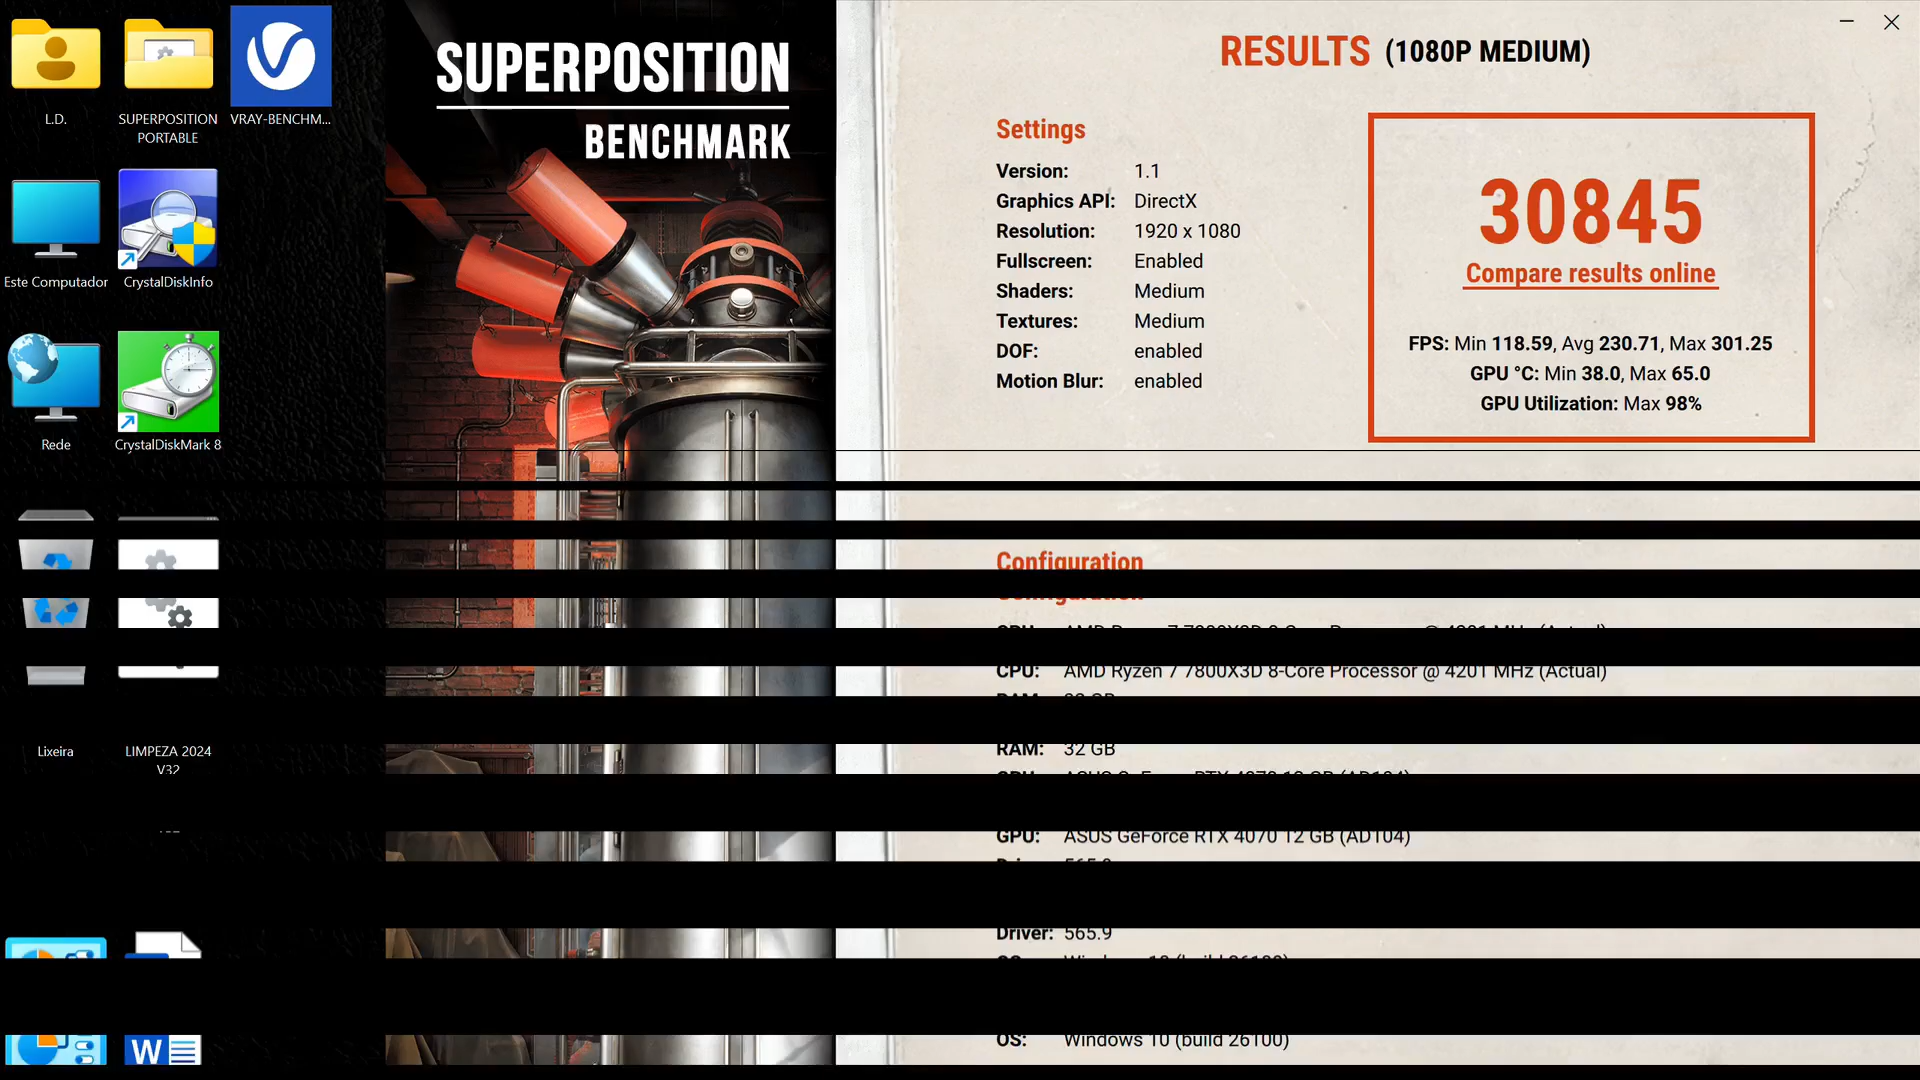 L.D.
SUPERPOSITION
PORTABLE
VRAY-BENCHM...
Este Computador
CrystalDiskInfo
Rede
CrystalDiskMark 8
Lixeira
LIMPEZA 2024
V32
W
SUPERPOSITION
BENCHMARK
RESULTS (1080P MEDIUM)
Settings
Version: 1.1
Graphics API: DirectX
Resolution: 1920 x 1080
Fullscreen: Enabled
Shaders: Medium
Textures: Medium
DOF: enabled
Motion Blur: enabled
30845
Compare results online
FPS: Min 118.59, Avg 230.71, Max 301.25
GPU °C: Min 38.0, Max 65.0
GPU Utilization: Max 98%
Configuration
CPU: AMD Ryzen 7 7800X3D 8-Core Processor @ 4201 MHz (Actual)
RAM: 32 GB
GPU: ASUS GeForce RTX 4070 12 GB (AD104)
Driver: 565.9
OS: Windows 10 (build 26100)